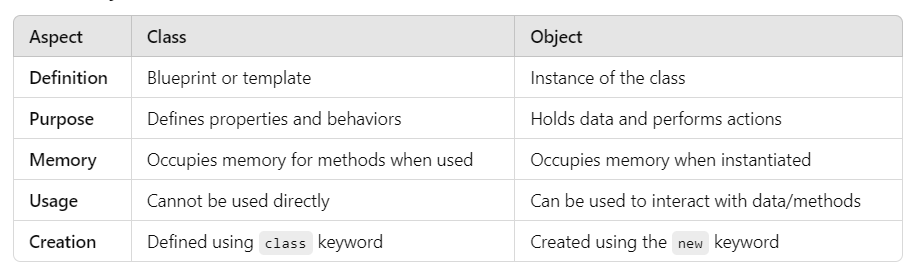 Aspect Class Object
Definition Blueprint or template Instance of the class
Purpose Defines properties and behaviors Holds data and performs actions
Memory Occupies memory for methods when used Occupies memory when instantiated
Usage Cannot be used directly Can be used to interact with data/methods
Creation Defined using class keyword Created using the new keyword